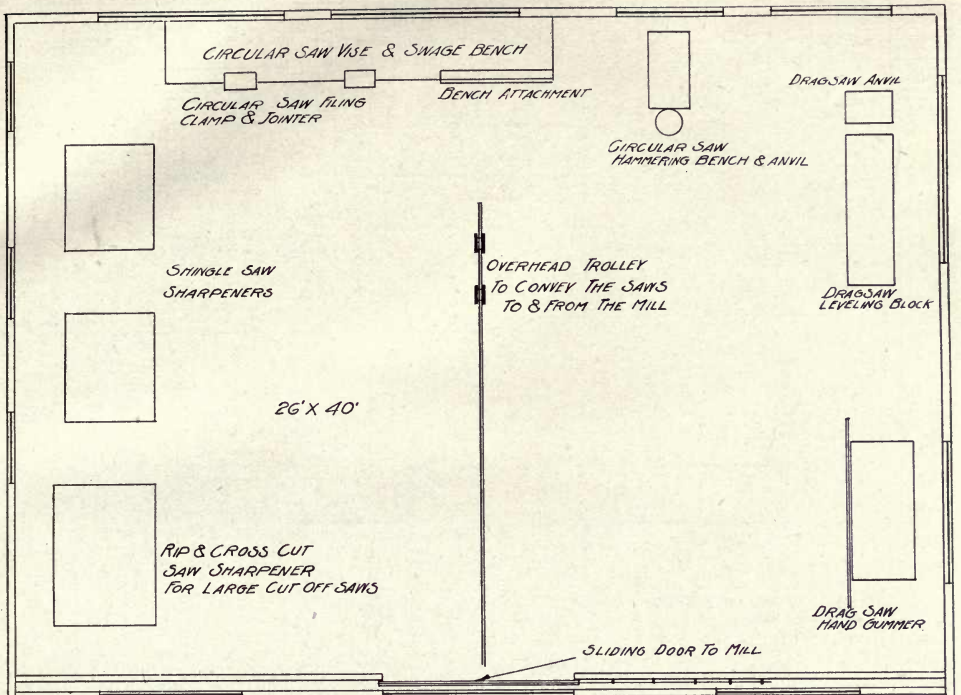 CIRCULAR SAW VISE & SWAGE BENCH
CIRCULAR SAW FILING
CLAMP & JOINTER
BENCH ATTACHMENT
CIRCULAR SAW
HAMMERING BENCH & ANVIL
DRAGSAW ANVIL
SHINGLE SAW
SHARPENERS
OVERHEAD TROLLEY
TO CONVEY THE SAWS
TO & FROM THE MILL
DRAGSAW
LEVELING BLOCK
26' X 40'
RIP & CROSS CUT
SAW SHARPENER
FOR LARGE CUT OFF SAWS
DRAG SAW
HAND GUMMER
SLIDING DOOR TO MILL